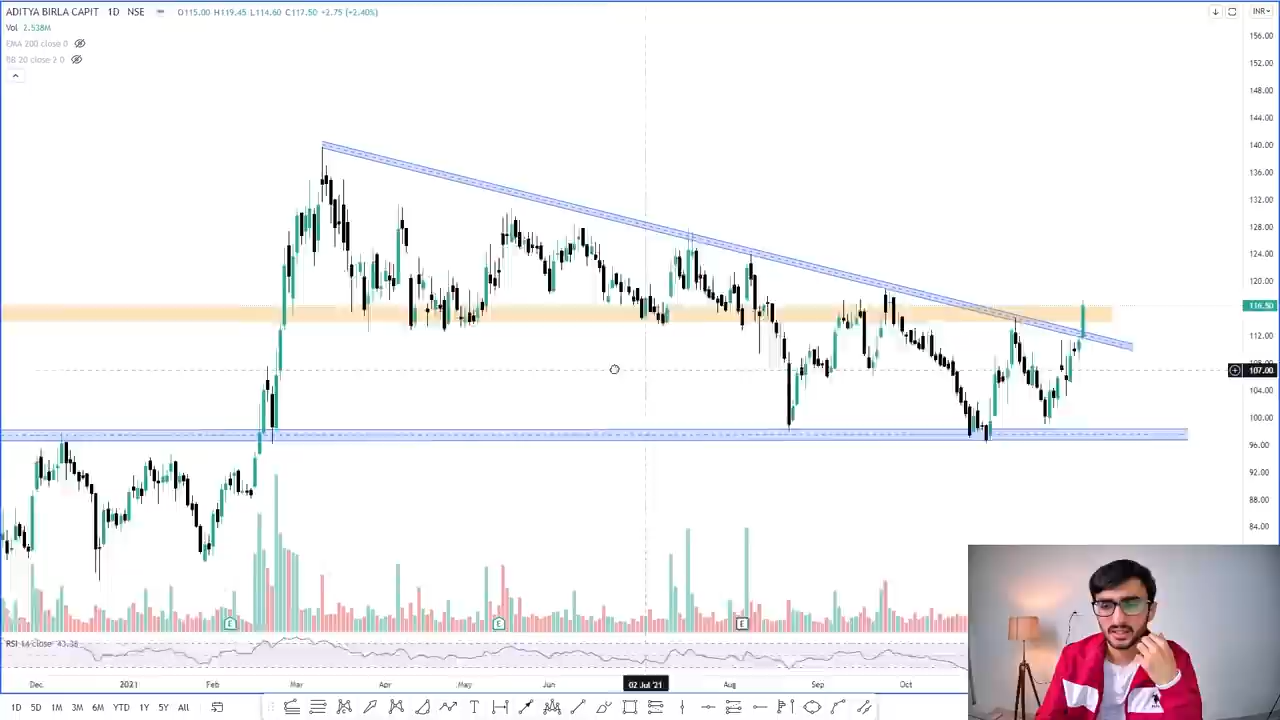 ADITYA BIRLA CAPIT 1D NSE O115.00 H119.45 L114.60 C117.50 +2.75 (+2.40%) INR
Vol 2.538M
EMA 200 close 0
BB 20 close 2 0
156.00
152.00
148.00
144.00
140.00
136.00
132.00
128.00
124.00
120.00
116.50
112.00
107.00
104.00
100.00
96.00
92.00
88.00
84.00
E E E
RSI 14 close 43.38
Dec 2021 Feb Mar Apr May Jun 02 Jul '21 Aug Sep Oct
1D 5D 1M 3M 6M YTD 1Y 5Y All